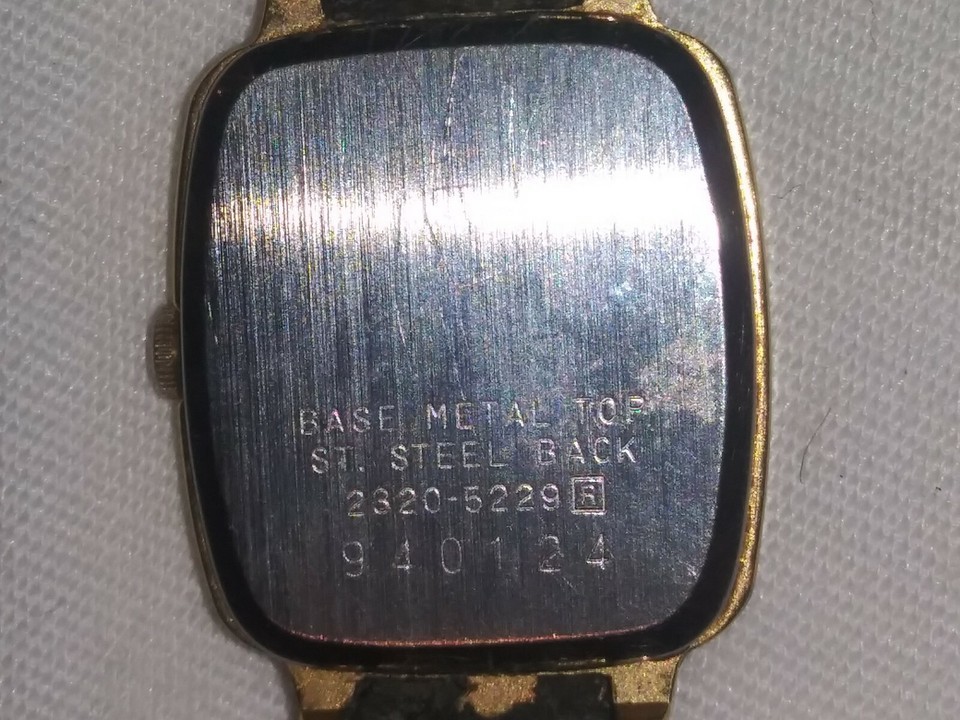 BASE METAL TOP
ST. STEEL BACK
2820-5229 R
940124